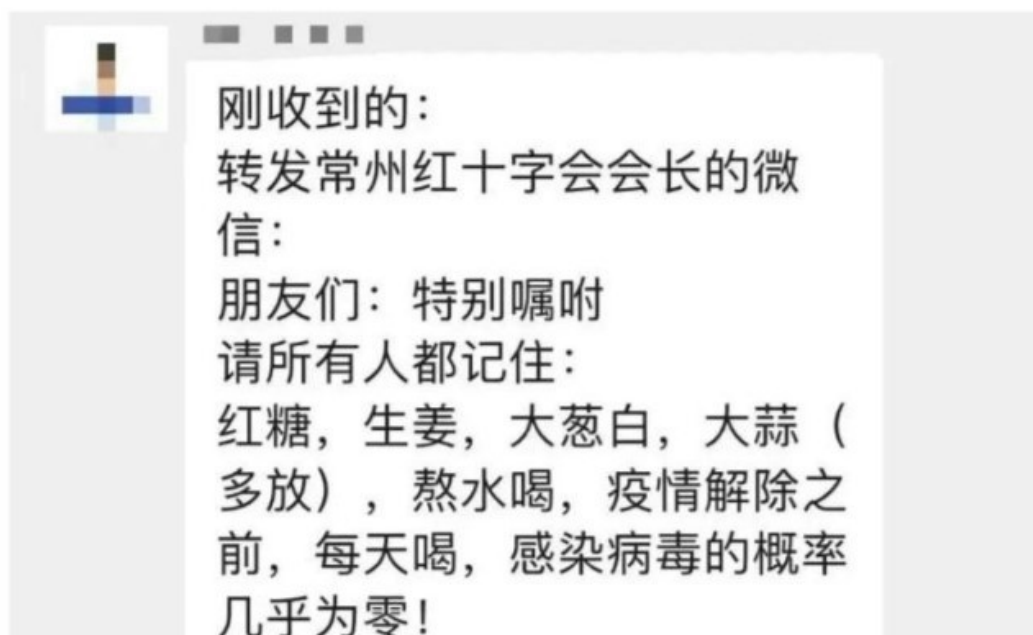 刚收到的：
转发常州红十字会会长的微
信：
朋友们：特别嘱咐
请所有人都记住：
红糖，生姜，大葱白，大蒜（
多放），熬水喝，疫情解除之
前，每天喝，感染病毒的概率
几乎为零！